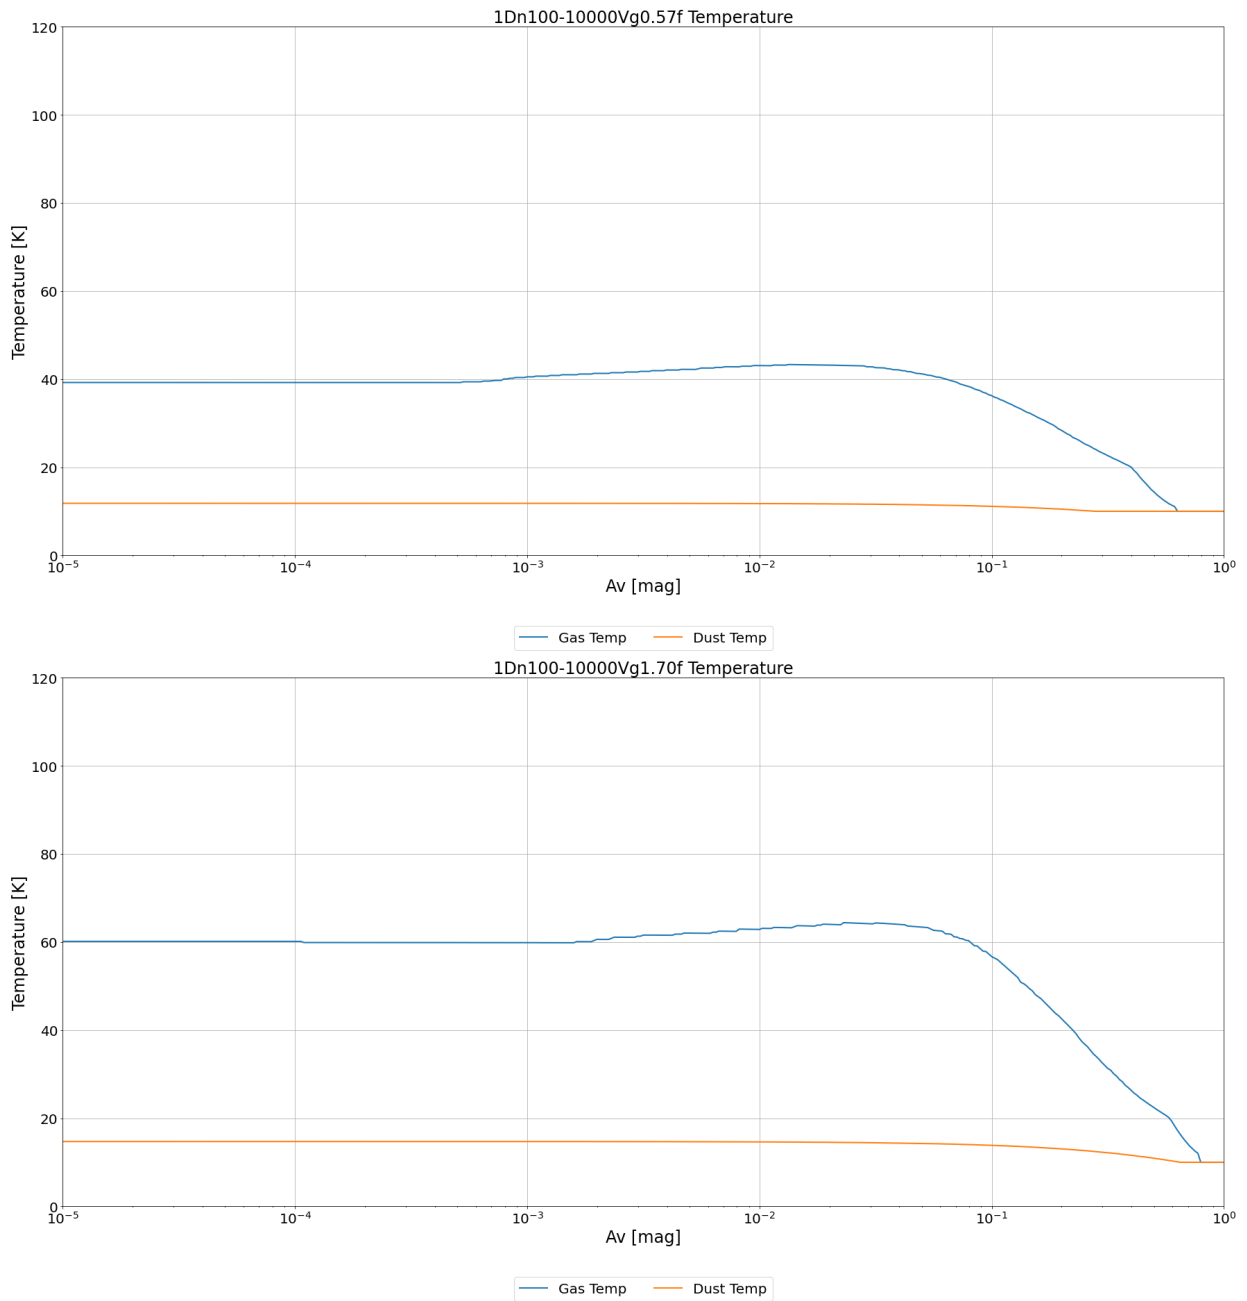 1Dn100-10000Vg0.57f Temperature
120
100
80
60
40
20
0
Temperature [K]
10⁻⁵ 10⁻⁴ 10⁻³ 10⁻² 10⁻¹ 10⁰
Av [mag]
Gas Temp Dust Temp
1Dn100-10000Vg1.70f Temperature
120
100
80
60
40
20
0
Temperature [K]
10⁻⁵ 10⁻⁴ 10⁻³ 10⁻² 10⁻¹ 10⁰
Av [mag]
Gas Temp Dust Temp